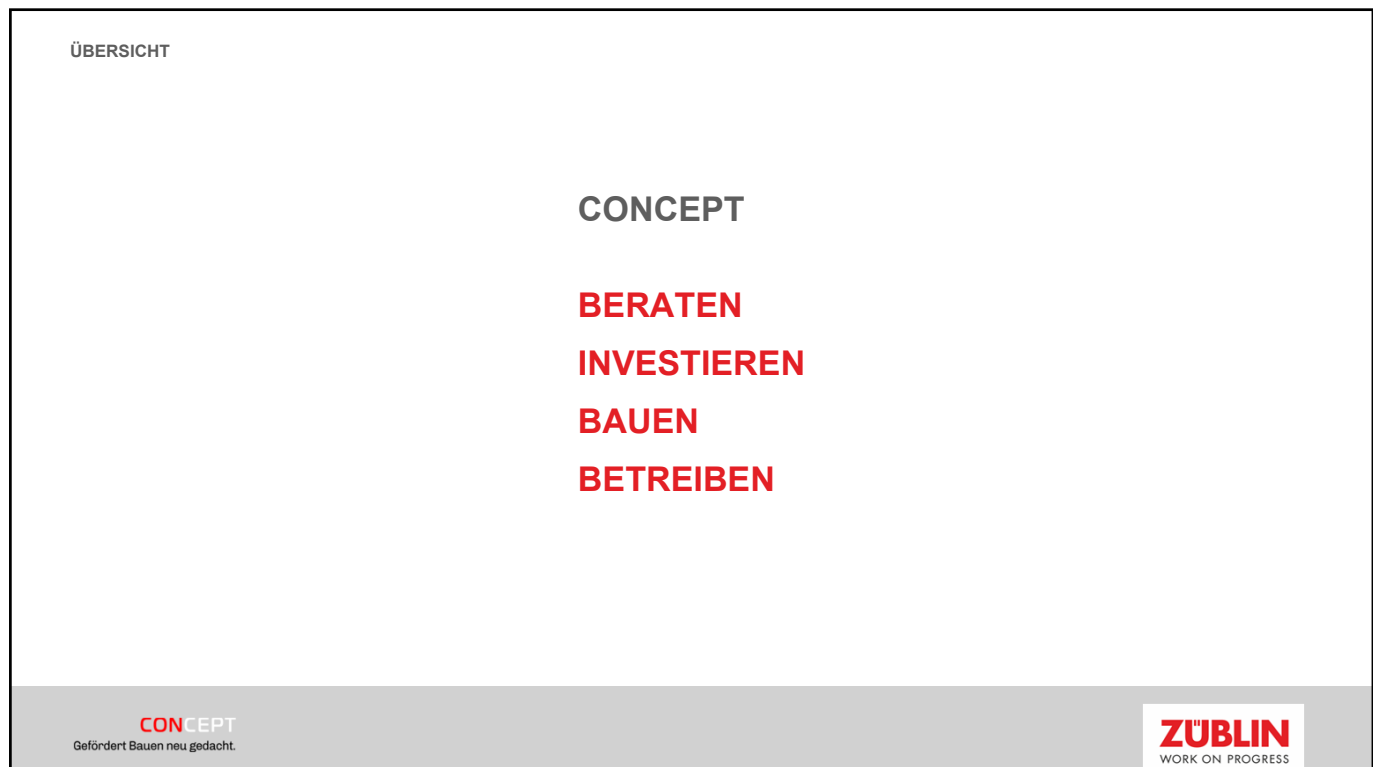 ÜBERSICHT
CONCEPT
BERATEN
INVESTIEREN
BAUEN
BETREIBEN
CONCEPT
Gefördert Bauen neu gedacht.
ZÜBLIN
WORK ON PROGRESS